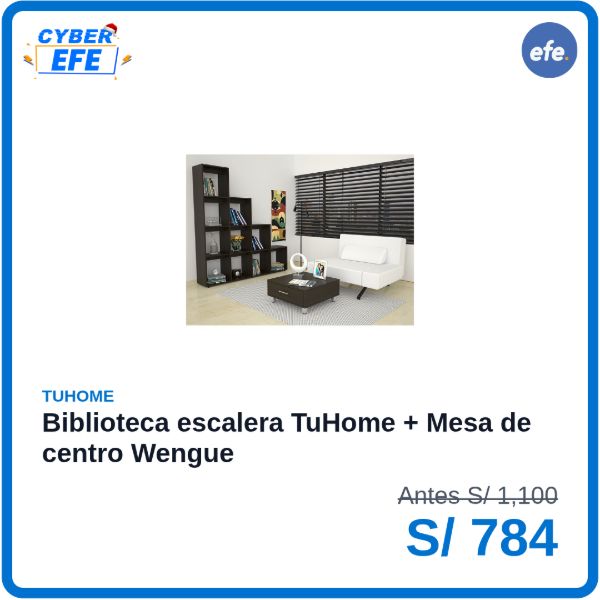 CYBER
EFE
efe.
TUHOME
Biblioteca escalera TuHome + Mesa de
centro Wengue
Antes S/ 1,100
S/ 784